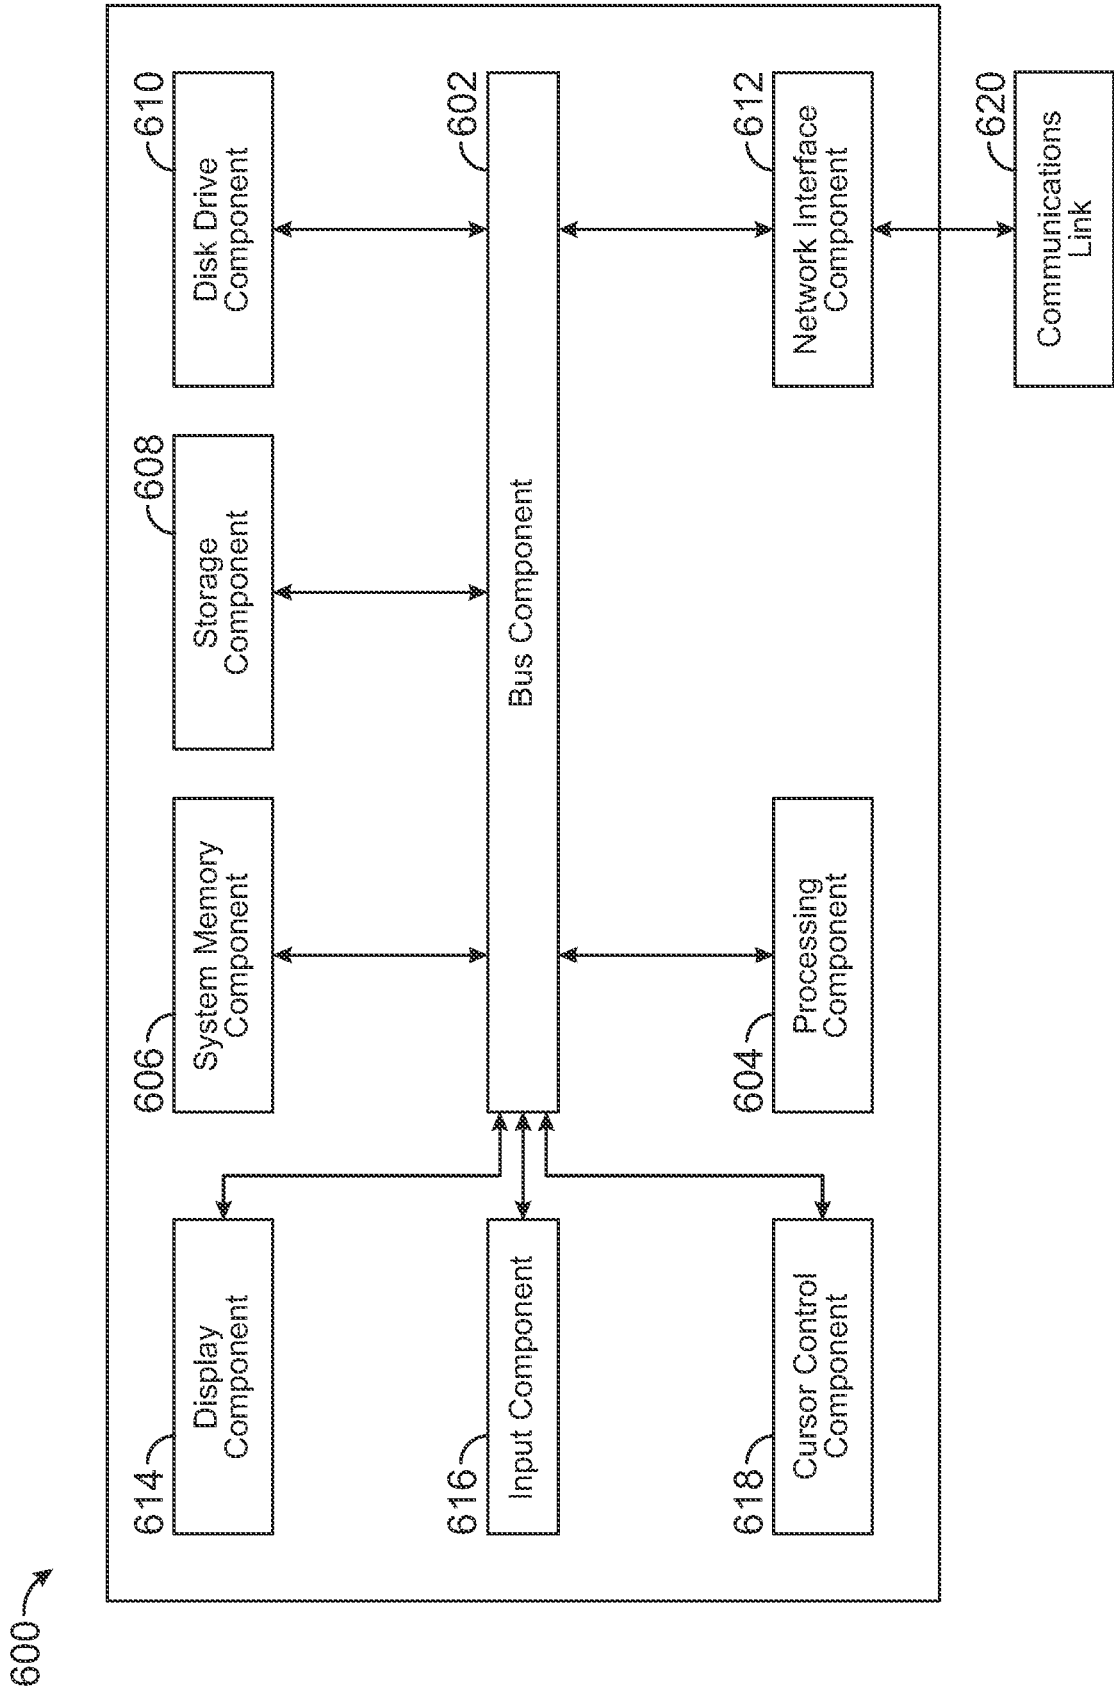 600
614
Display
Component
606
System Memory
Component
608
Storage
Component
610
Disk Drive
Component
616
Input Component
Bus Component
602
618
Cursor Control
Component
604
Processing
Component
612
Network Interface
Component
620
Communications
Link